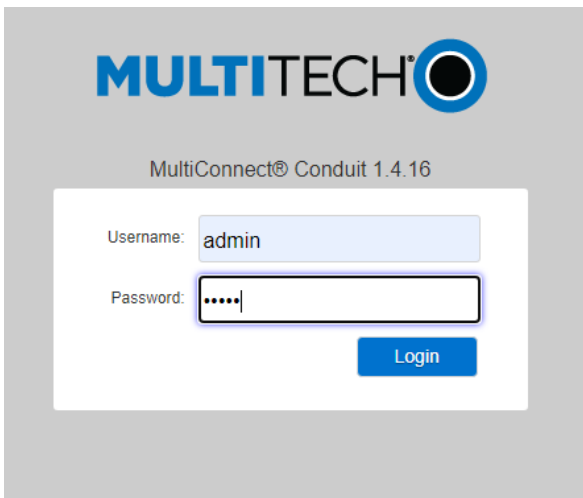 MULTITECH®
MultiConnect® Conduit 1.4.16
Username: admin
Password: •••••
Login